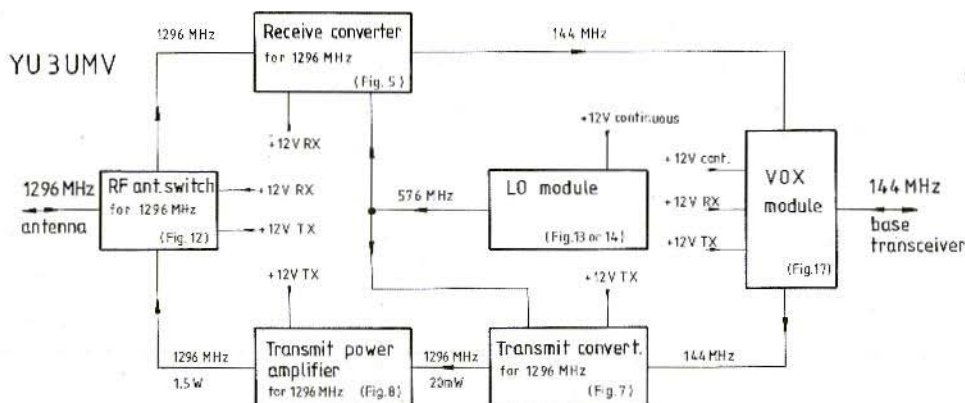 YU3UMV
1296 MHz
Receive converter
for 1296 MHz
(Fig. 5)
144 MHz
+12V RX
+12V continuous
1296 MHz
antenna
RF ant. switch
for 1296 MHz
(Fig. 12)
+12V RX
+12V TX
576 MHz
LO module
(Fig.13 or 14)
+12V cont.
+12V RX
+12V TX
VOX
module
(Fig.17)
144 MHz
base
transceiver
+12V TX
+12V TX
1296 MHz
1.5W
Transmit power
amplifier
for 1296 MHz (Fig.8)
1296 MHz
20mW
Transmit convert.
for 1296 MHz
(Fig.7)
144 MHz